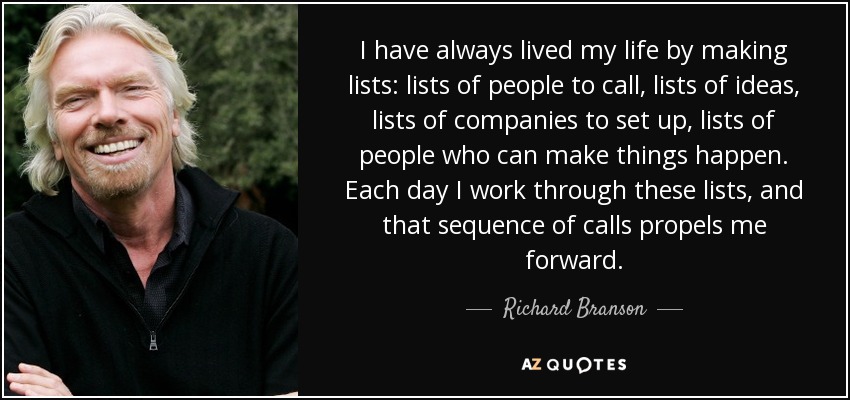 I have always lived my life by making
lists: lists of people to call, lists of ideas,
lists of companies to set up, lists of
people who can make things happen.
Each day I work through these lists, and
that sequence of calls propels me
forward.
Richard Branson
AZ QUOTES